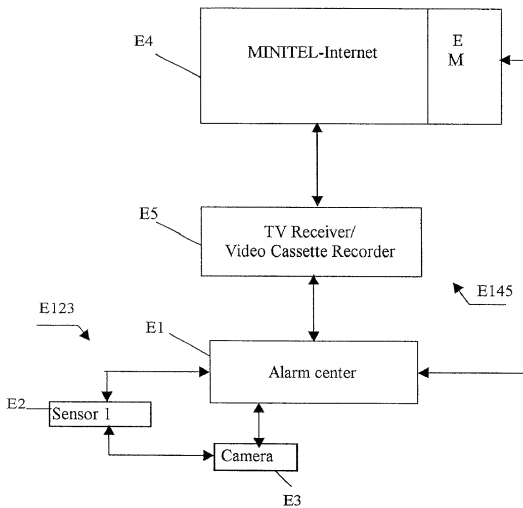 E4
MINITEL-Internet
E
M
E5
TV Receiver/
Video Cassette Recorder
E145
E123
E1
Alarm center
E2
Sensor 1
Camera
E3